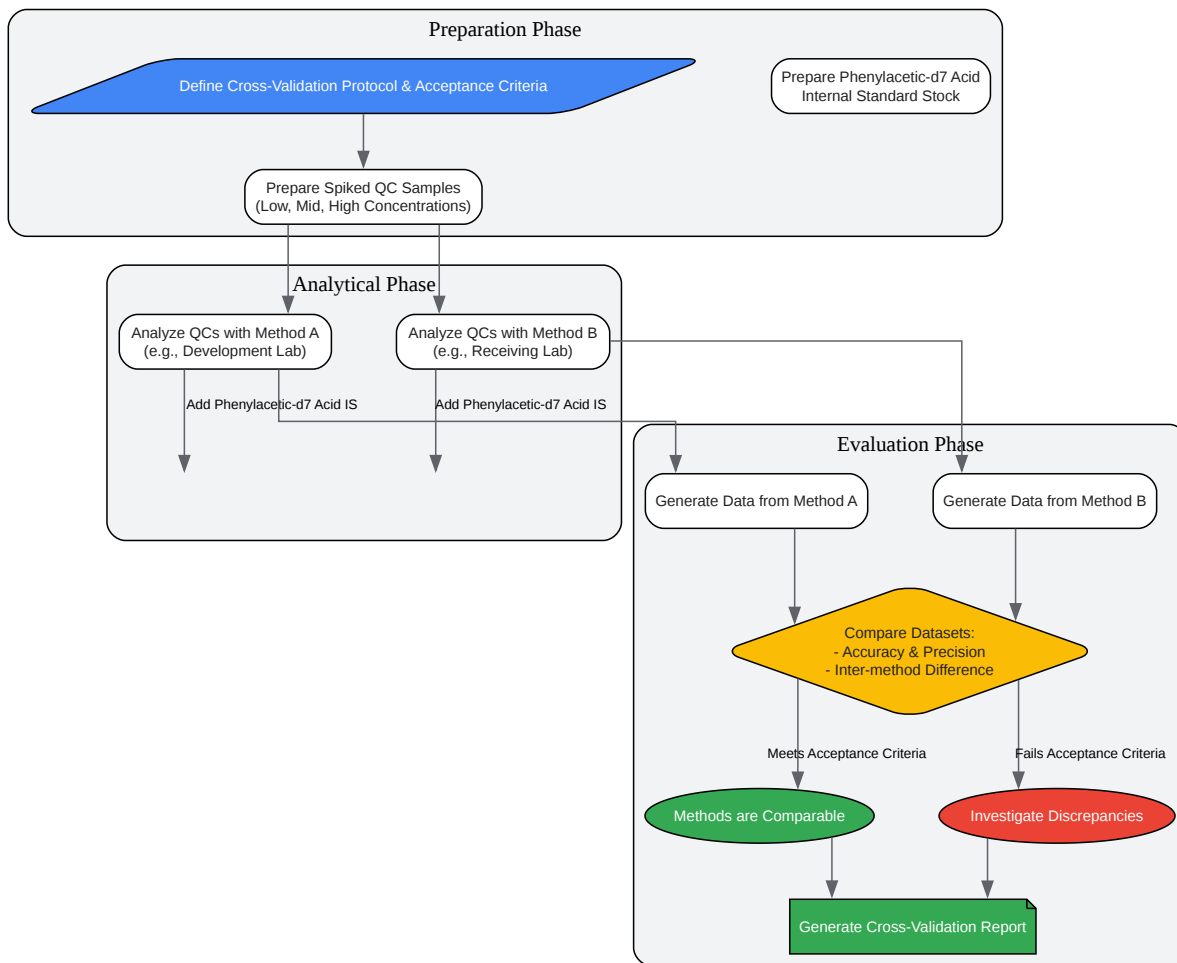 Preparation Phase
Define Cross-Validation Protocol & Acceptance Criteria
Prepare Phenylacetic-d7 Acid
Internal Standard Stock
Prepare Spiked QC Samples
(Low, Mid, High Concentrations)
Analytical Phase
Analyze QCs with Method A
(e.g., Development Lab)
Analyze QCs with Method B
(e.g., Receiving Lab)
Add Phenylacetic-d7 Acid IS
Add Phenylacetic-d7 Acid IS
Evaluation Phase
Generate Data from Method A
Generate Data from Method B
Compare Datasets:
- Accuracy & Precision
- Inter-method Difference
Meets Acceptance Criteria
Fails Acceptance Criteria
Methods are Comparable
Investigate Discrepancies
Generate Cross-Validation Report